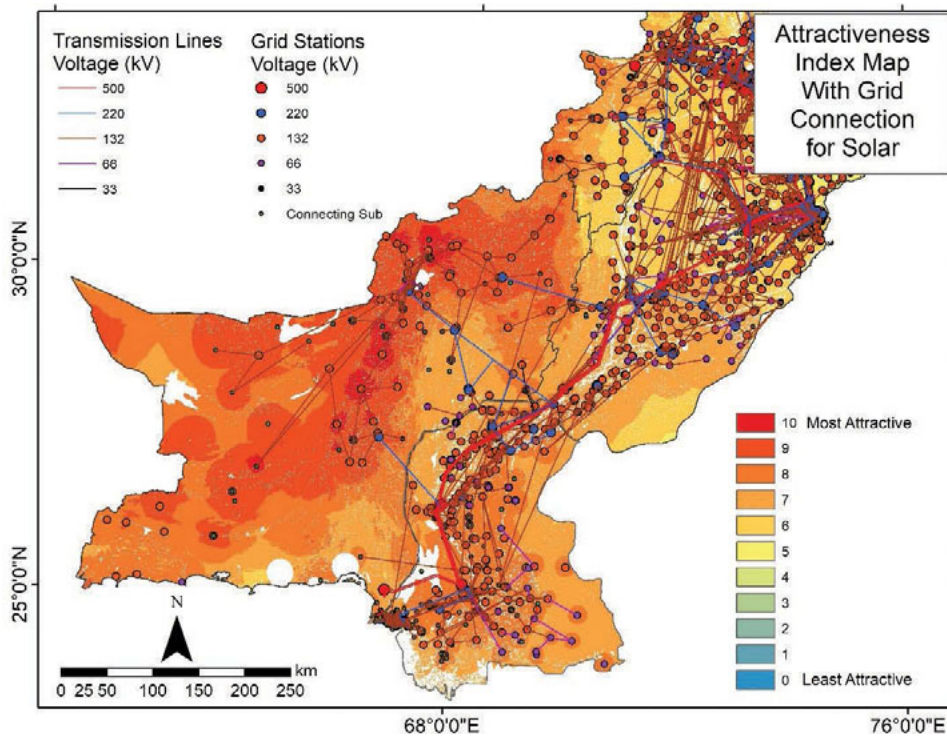 Transmission Lines
Voltage (kV)
500
220
132
66
33
Grid Stations
Voltage (kV)
500
220
132
66
33
Connecting Sub
Attractiveness
Index Map
With Grid
Connection
for Solar
30°0'0"N
25°0'0"N
10 Most Attractive
9
8
7
6
5
4
3
2
1
0 Least Attractive
N
km
0 25 50 100 150 200 250
68°0'0"E
76°0'0"E